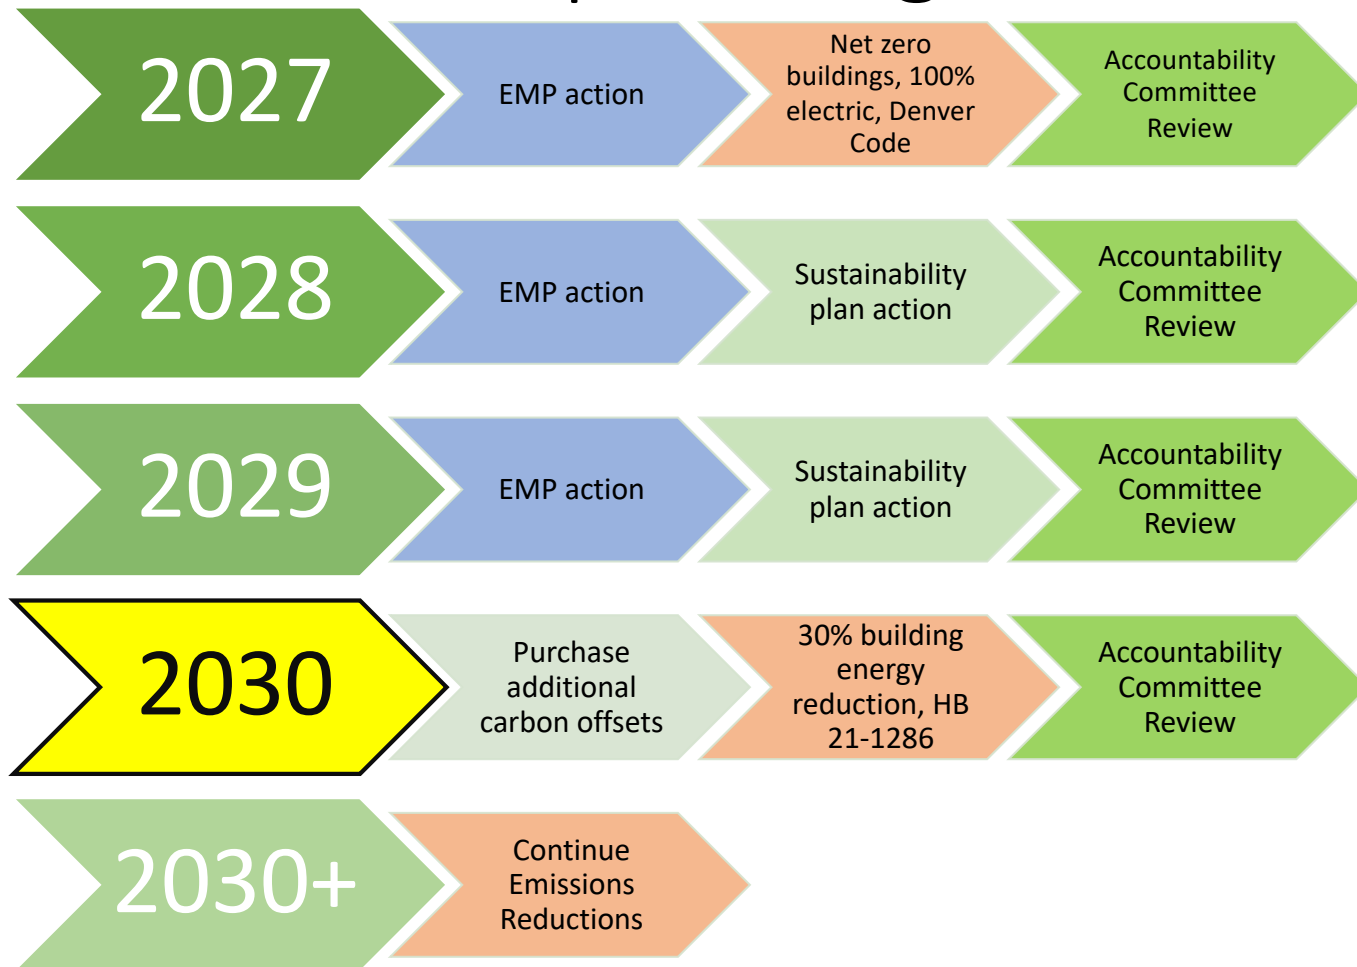 2027
EMP action
Net zero
buildings, 100%
electric, Denver
Code
Accountability
Committee
Review
2028
EMP action
Sustainability
plan action
Accountability
Committee
Review
2029
EMP action
Sustainability
plan action
Accountability
Committee
Review
2030
Purchase
additional
carbon offsets
30% building
energy
reduction, HB
21-1286
Accountability
Committee
Review
2030+
Continue
Emissions
Reductions